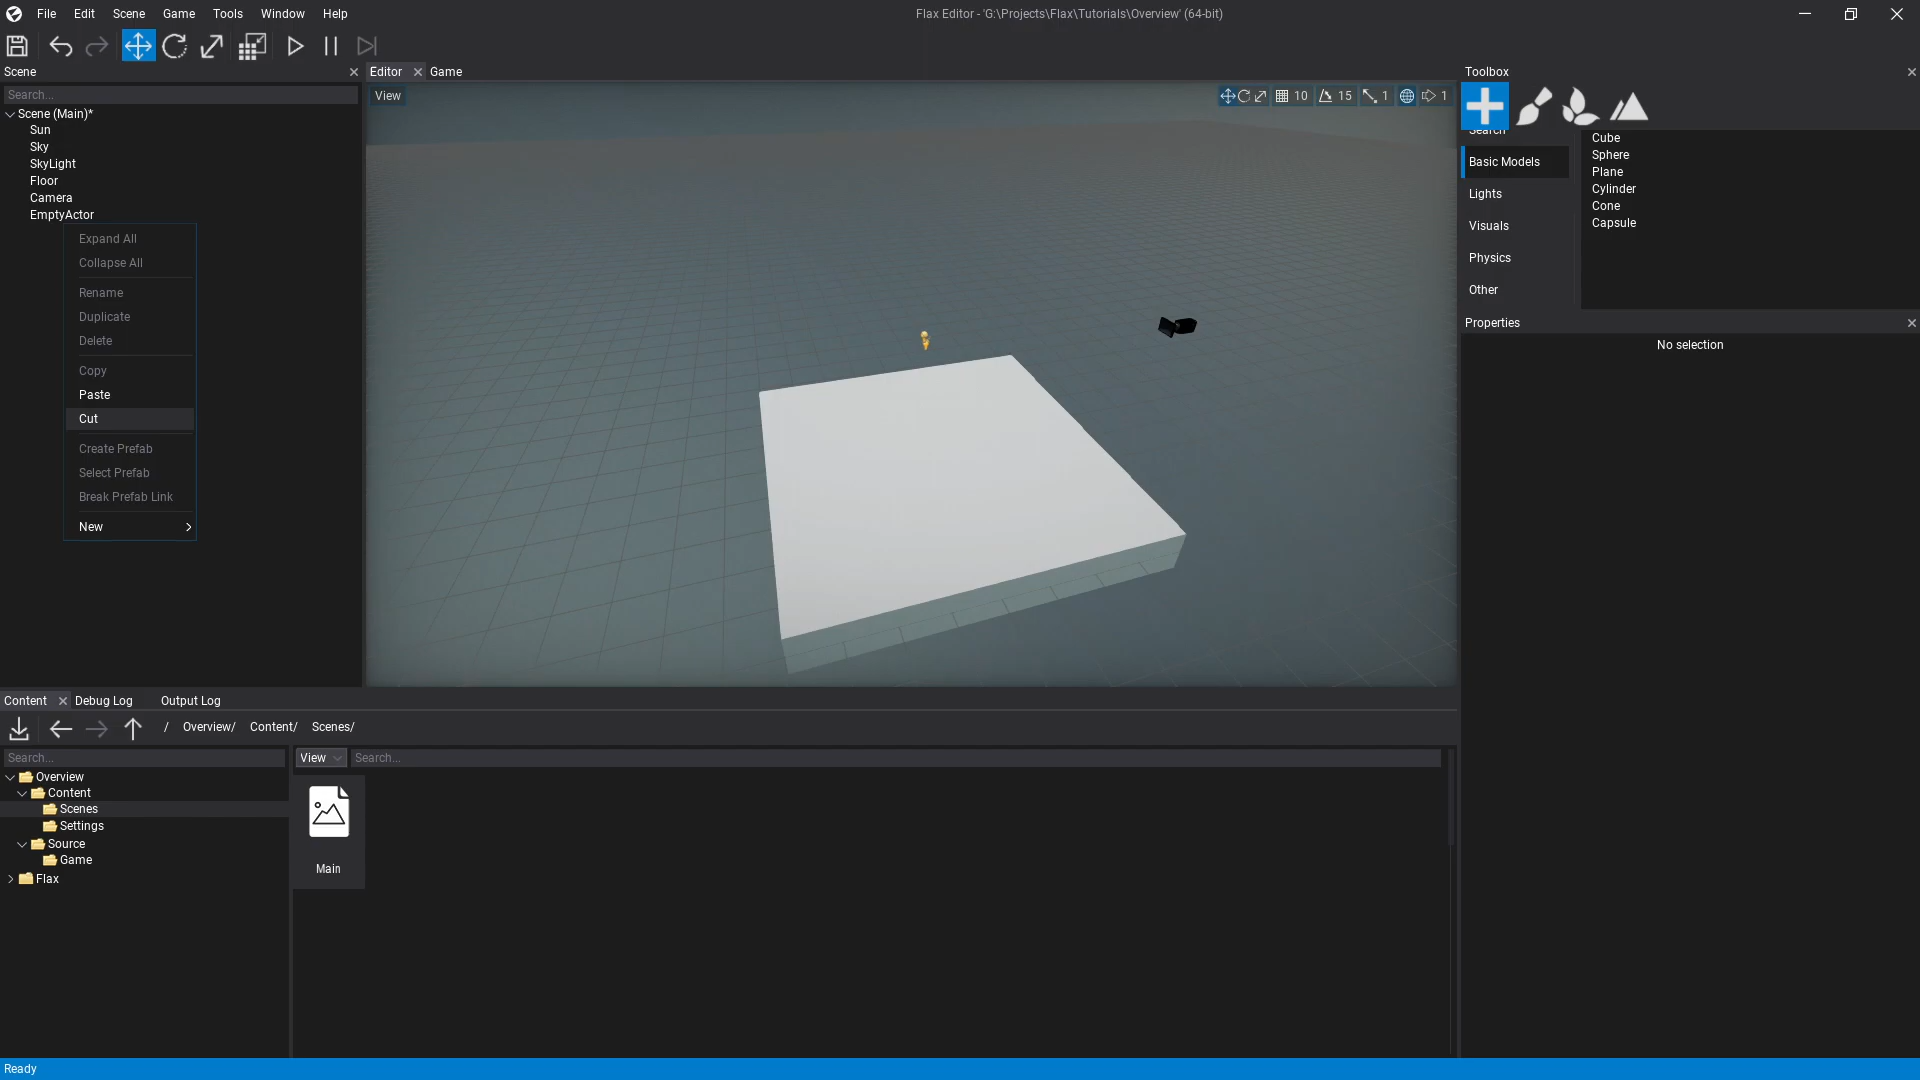 File Edit Scene Game Tools Window Help
Flax Editor - 'G:\Projects\Flax\Tutorials\Overview' (64-bit)
Scene
Search...
Scene (Main)*
Sun
Sky
SkyLight
Floor
Camera
EmptyActor
Expand All
Collapse All
Rename
Duplicate
Delete
Copy
Paste
Cut
Create Prefab
Select Prefab
Break Prefab Link
New
Editor Game
View
10 15 1 1
Toolbox
Search
Basic Models
Lights
Visuals
Physics
Other
Cube
Sphere
Plane
Cylinder
Cone
Capsule
Properties
No selection
Content Debug Log Output Log
/ Overview/ Content/ Scenes/
Search...
Overview
Content
Scenes
Settings
Source
Game
Flax
View Search...
Main
Ready